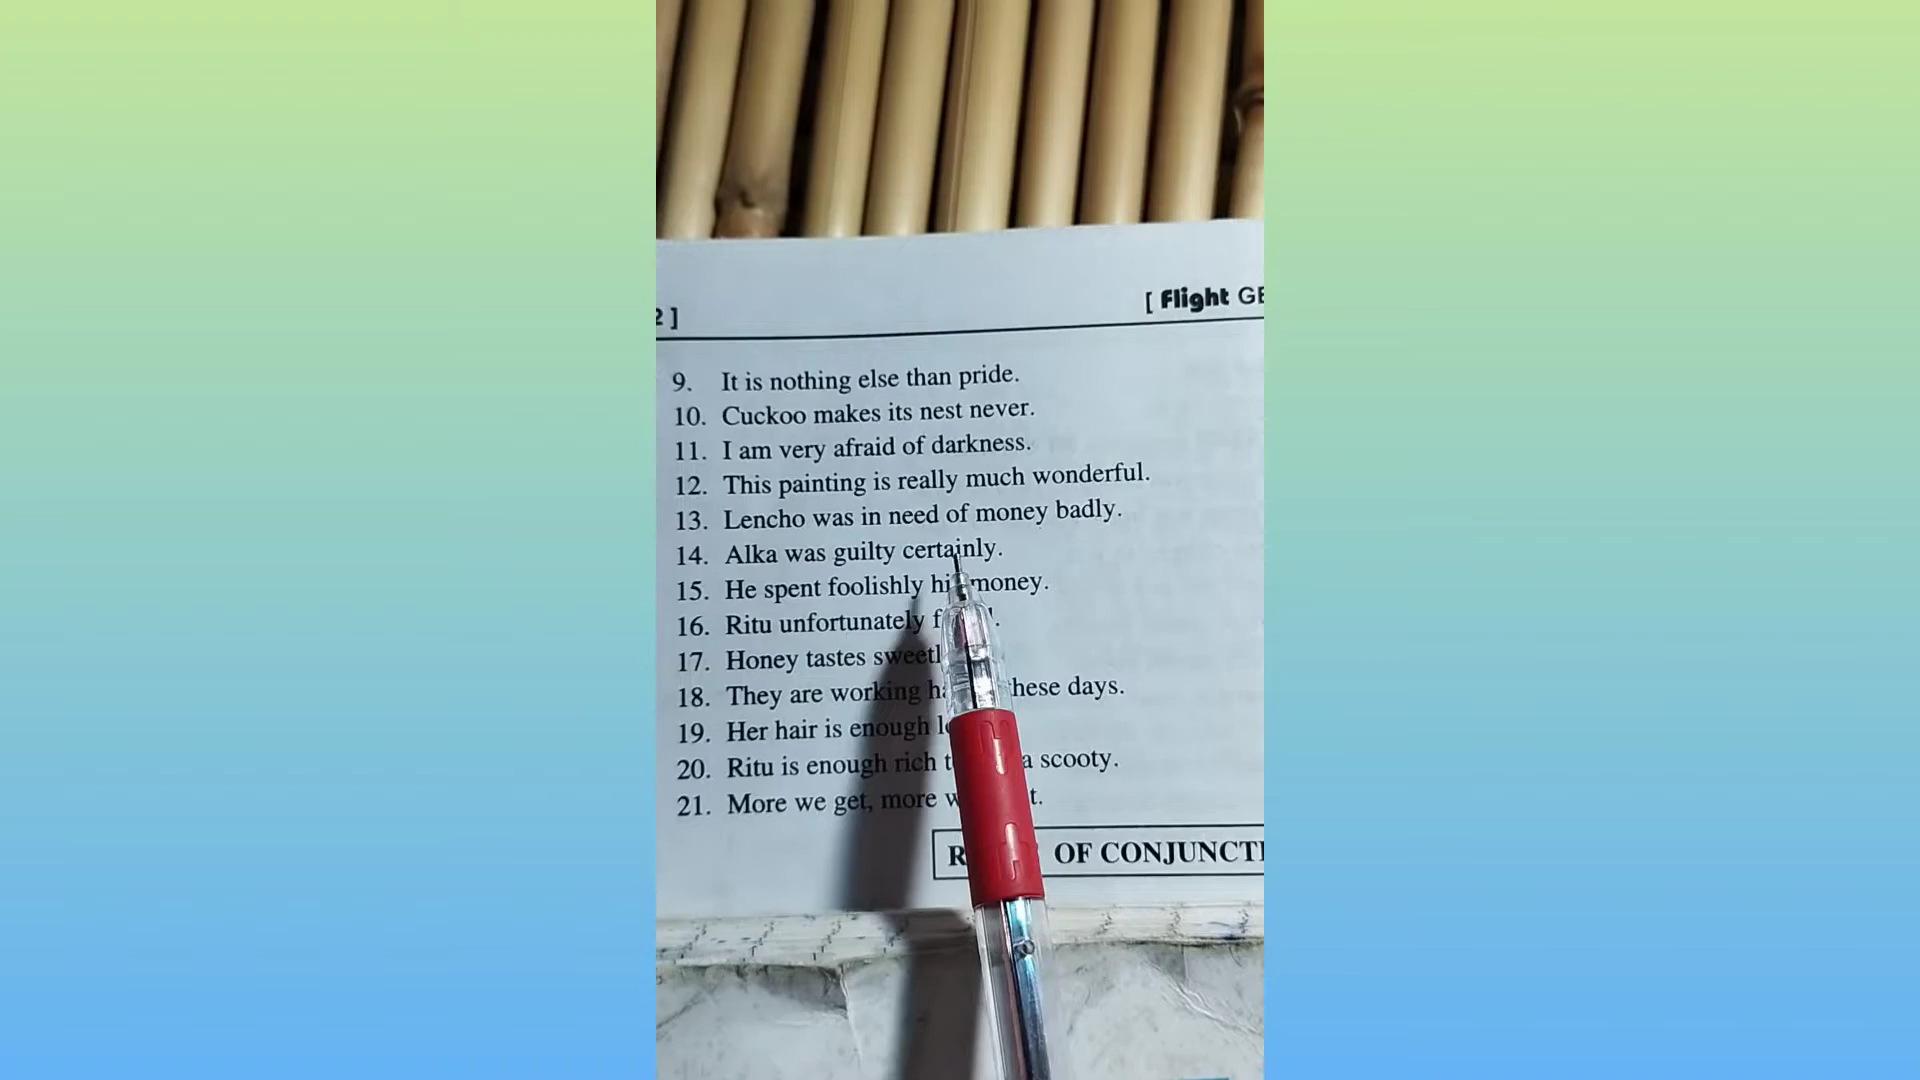 2 ]
[ Flight
9. It is nothing else than pride.
10. Cuckoo makes its nest never.
11. I am very afraid of darkness.
12. This painting is really much wonderful.
13. Lencho was in need of money badly.
14. Alka was guilty certainly.
15. He spent foolishly his money.
16. Ritu unfortunately
17. Honey tastes
18. They are working these days.
19. Her hair is enough
20. Ritu is enough rich a scooty.
21. More we get, more
OF